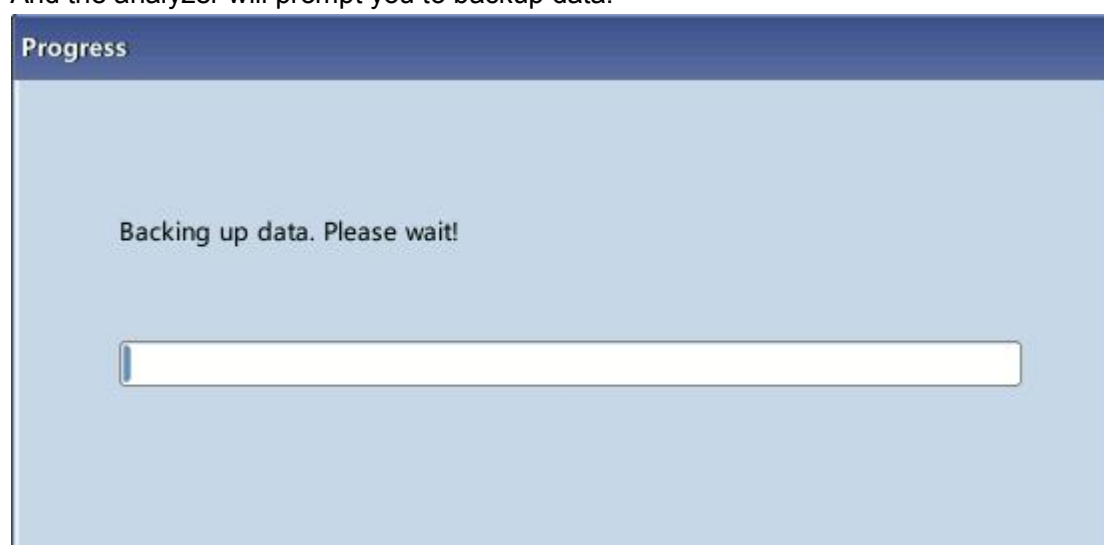 And the analyzer will prompt you to backup data.
Progress
Backing up data. Please wait!